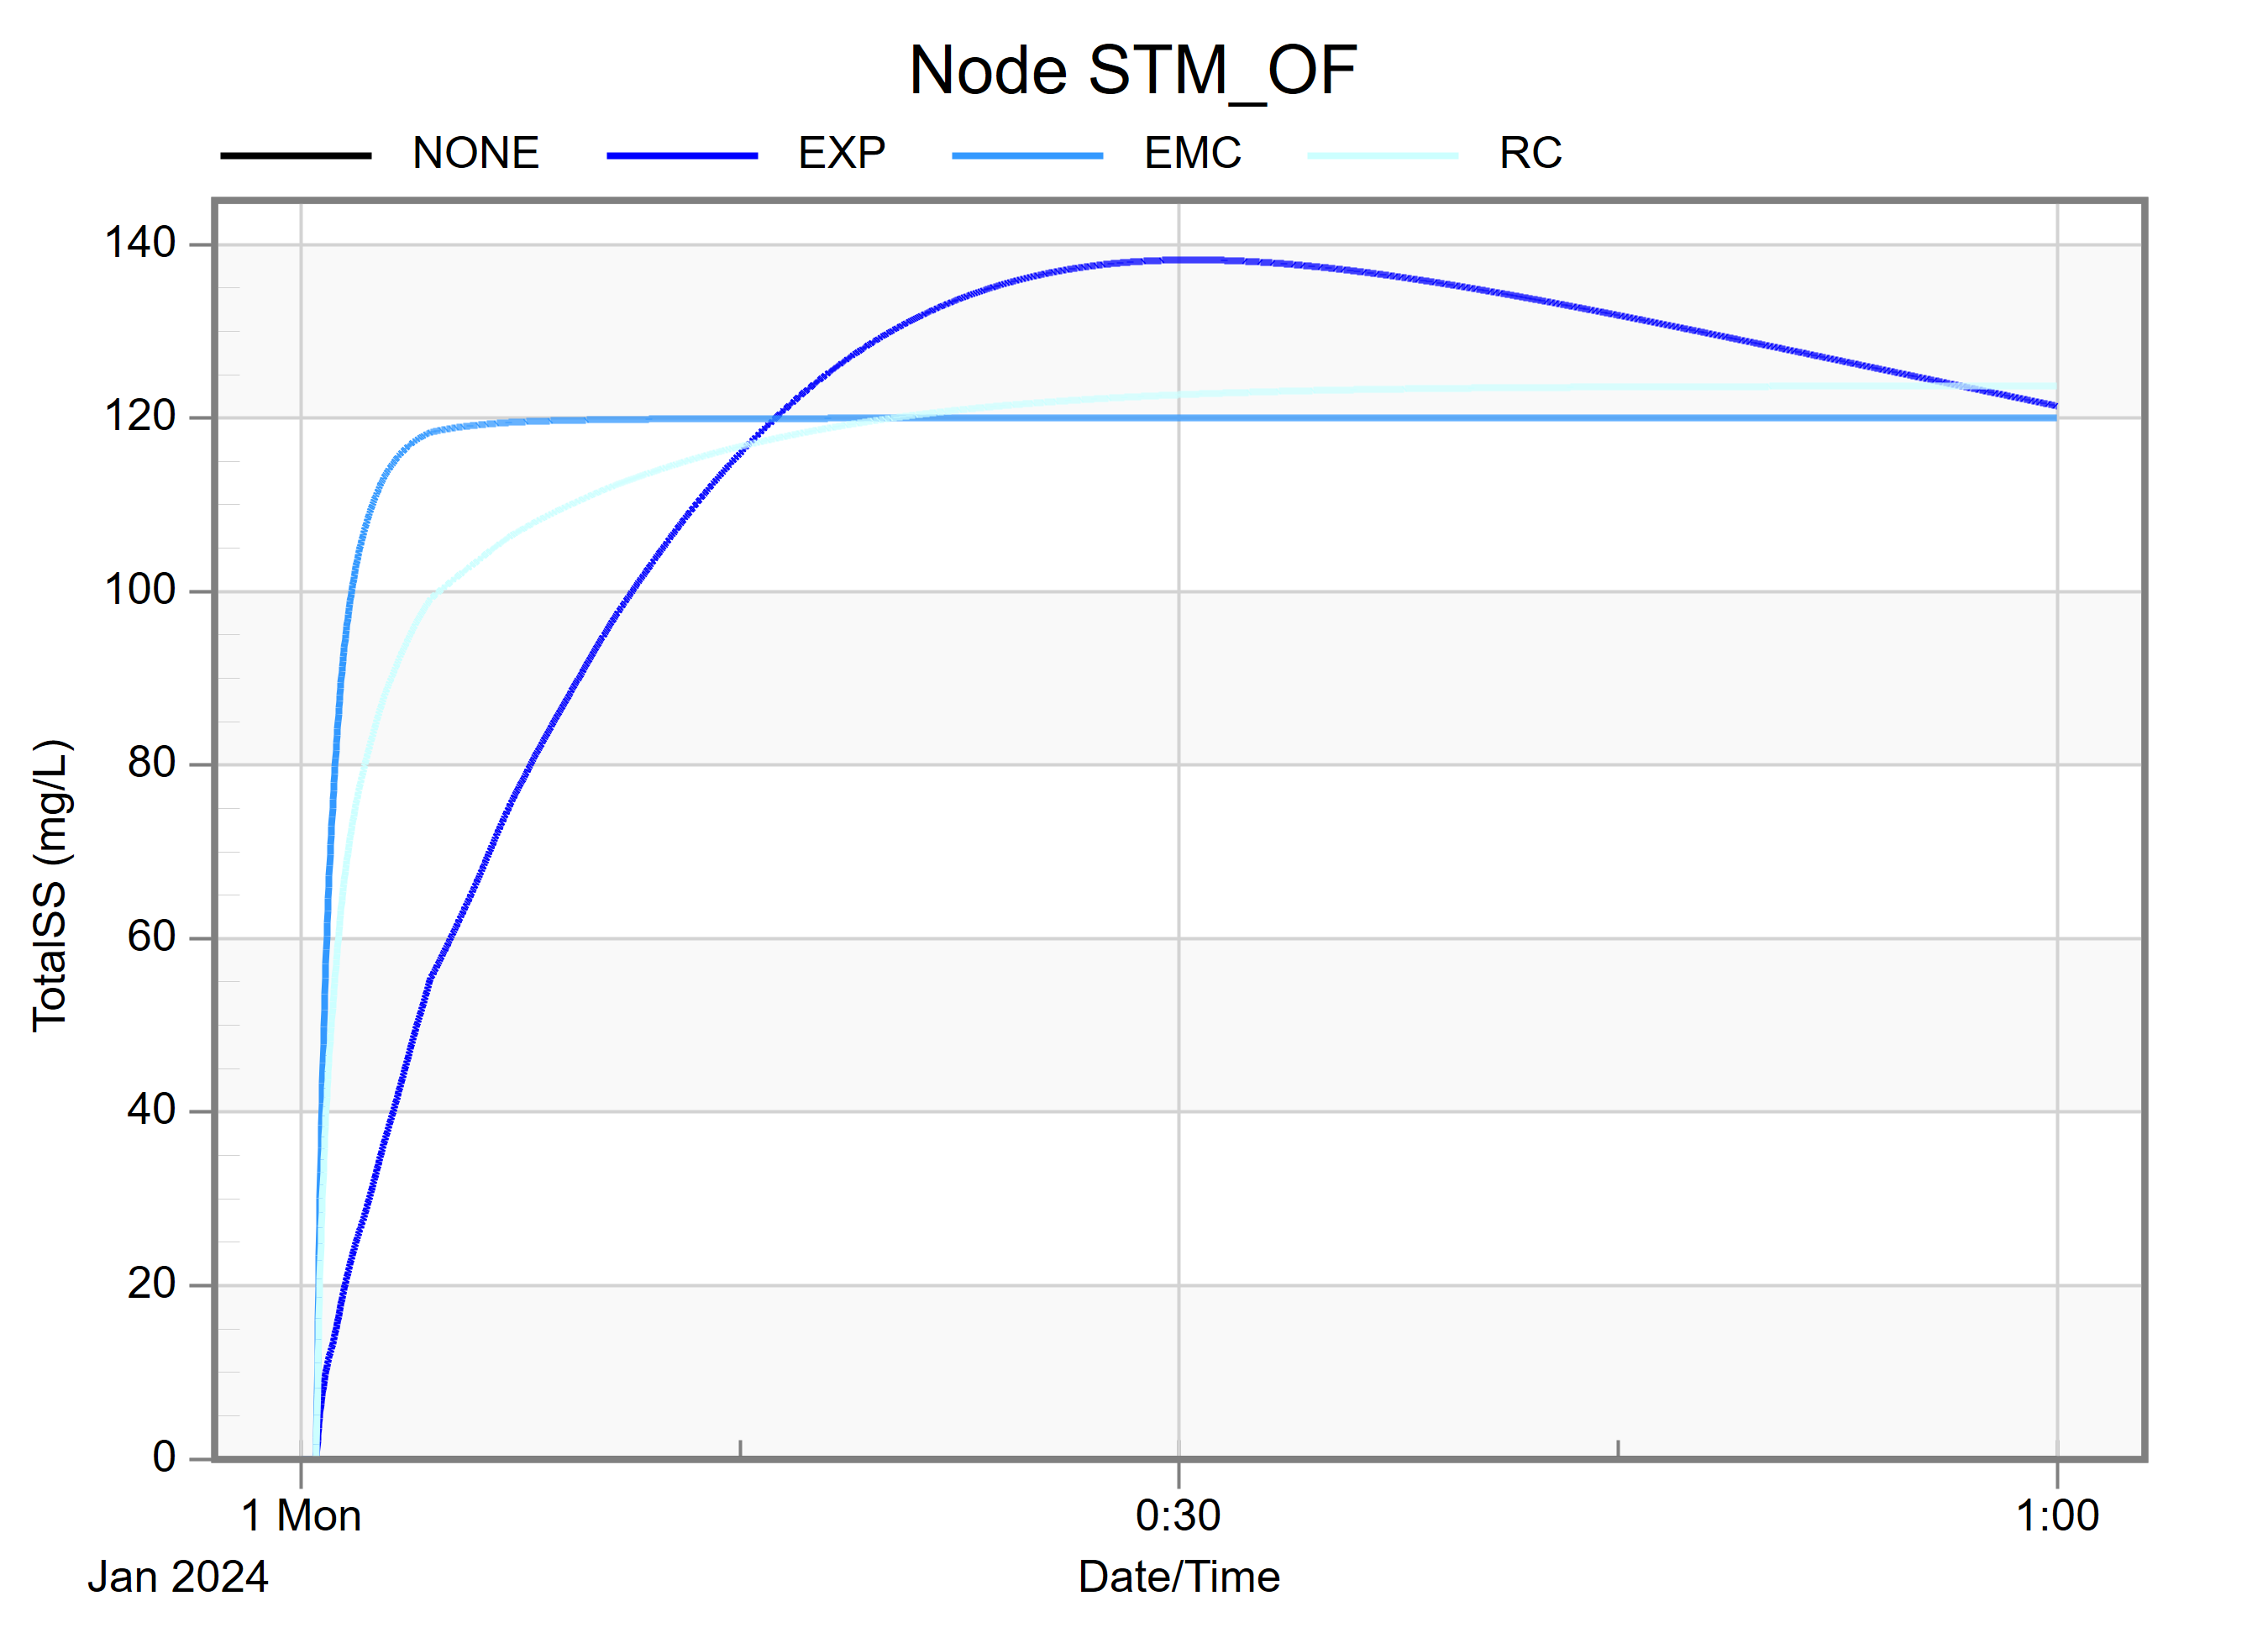 Node STM_OF
NONE EXP EMC RC
140
120
100
80
60
40
20
0
TotalSS (mg/L)
1 Mon 0:30 1:00
Jan 2024
Date/Time